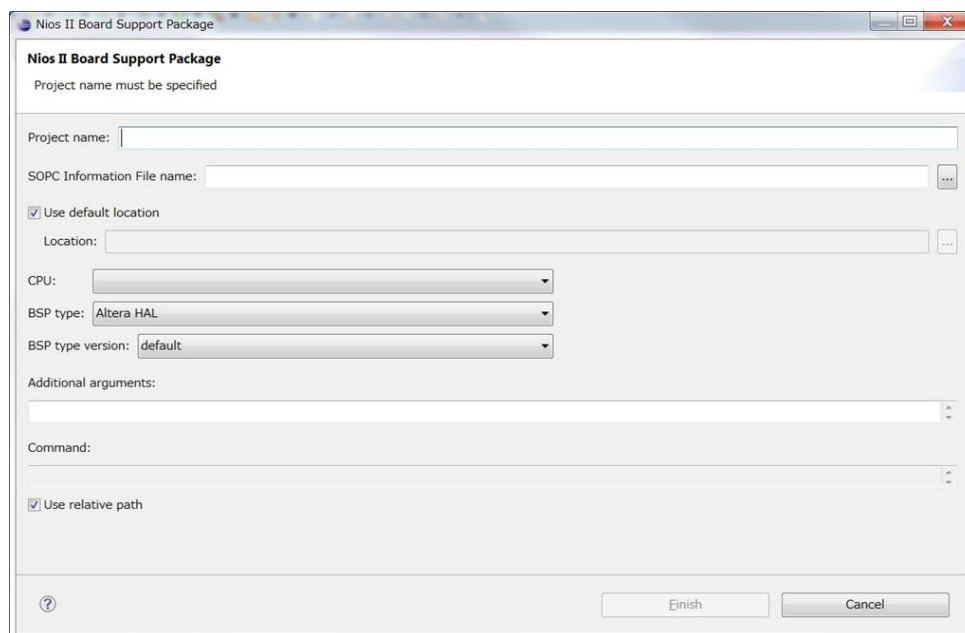 Nios II Board Support Package
Nios II Board Support Package
Project name must be specified
Project name:
SOPC Information File name:
...
Use default location
Location:
...
CPU:
BSP type: Altera HAL
BSP type version: default
Additional arguments:
Command:
Use relative path
?
Finish Cancel